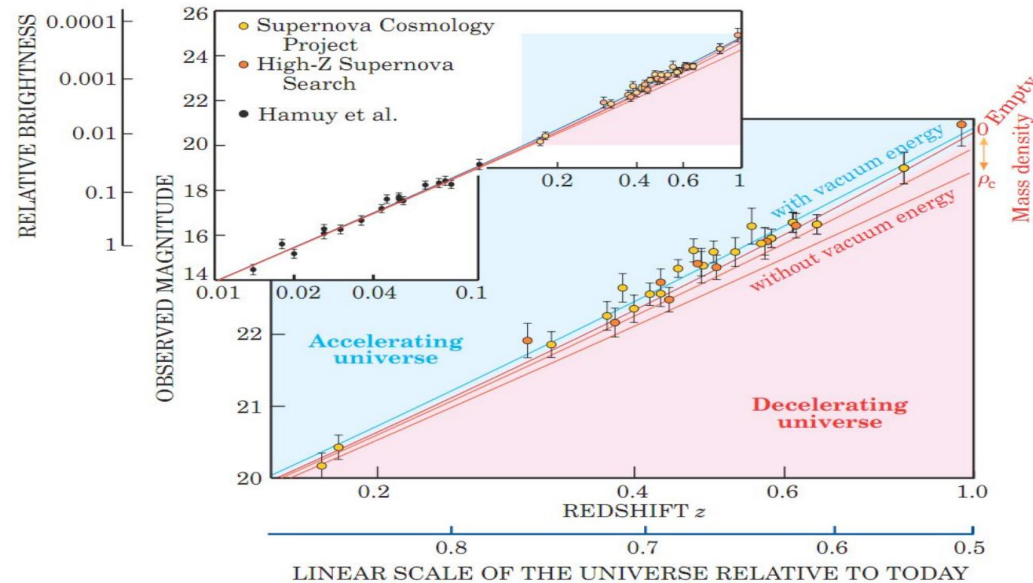 RELATIVE BRIGHTNESS
0.0001
0.001
0.01
0.1
1
OBSERVED MAGNITUDE
26
24
22
20
18
16
14
0.01
0.02
0.04
0.1
0.2
0.4
0.6
1
Supernova Cosmology
Project
High-Z Supernova
Search
Hamuy et al.
22
21
20
0.2
0.4
0.6
1.0
REDSHIFT z
Accelerating
universe
Decelerating
universe
with vacuum energy
without vacuum energy
0
Empty
ρc
Mass density
0.8
0.7
0.6
0.5
LINEAR SCALE OF THE UNIVERSE RELATIVE TO TODAY